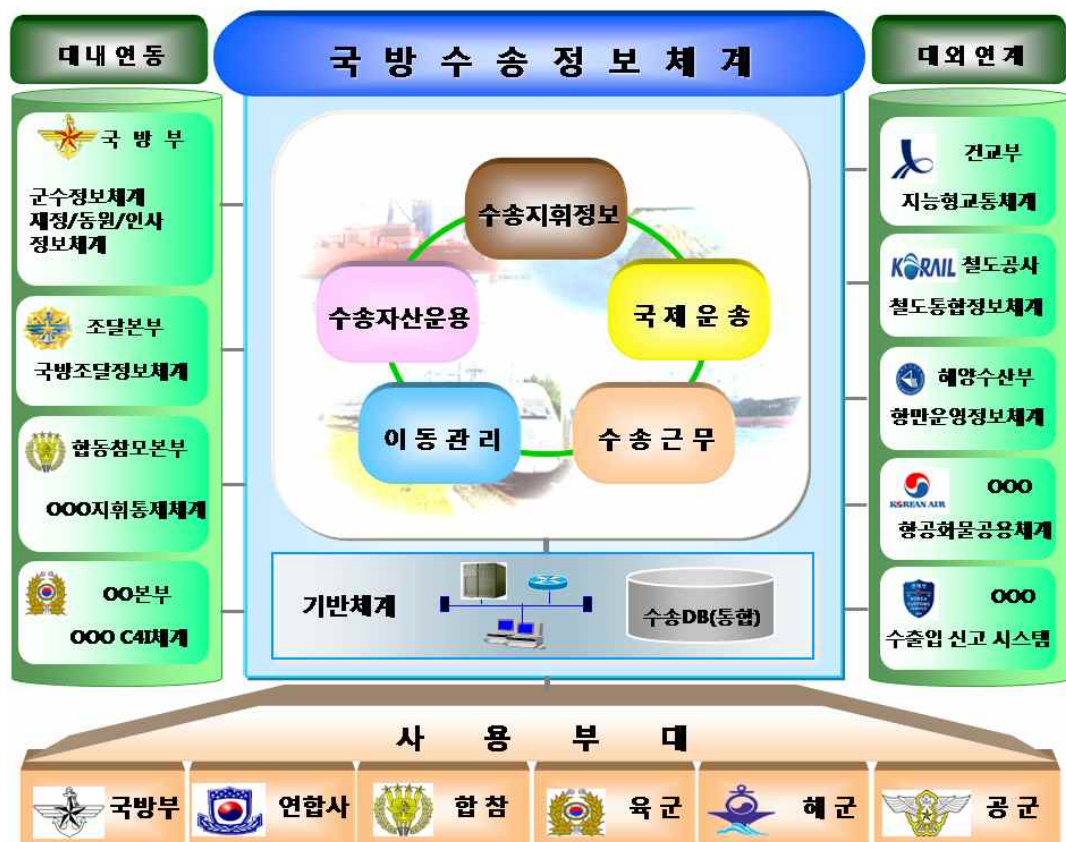 대내연동
국방수송정보체계
대외연계
국방부
군수정보체계
재정/동원/인사
정보체계
조달본부
국방조달정보체계
합동참모본부
OOO지휘통제체계
OO본부
OOO C4I체계
수송지휘정보
수송자산운용
국제운송
이동관리
수송근무
기반체계
수송DB(통합)
건교부
지능형교통체계
KORAIL 철도공사
철도통합정보체계
해양수산부
항만운영정보체계
KOREAN AIR
OOO
항공화물공용체계
OOO
수출입 신고 시스템
사용부대
국방부
연합사
합참
육군
해군
공군